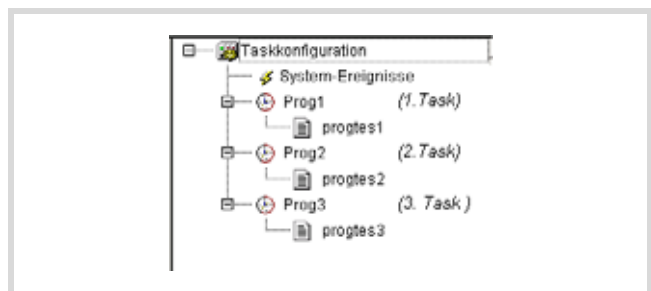 Taskkonfiguration
System-Ereignisse
Prog1 (1.Task)
progtes1
Prog2 (2.Task)
progtes2
Prog3 (3. Task )
progtes3